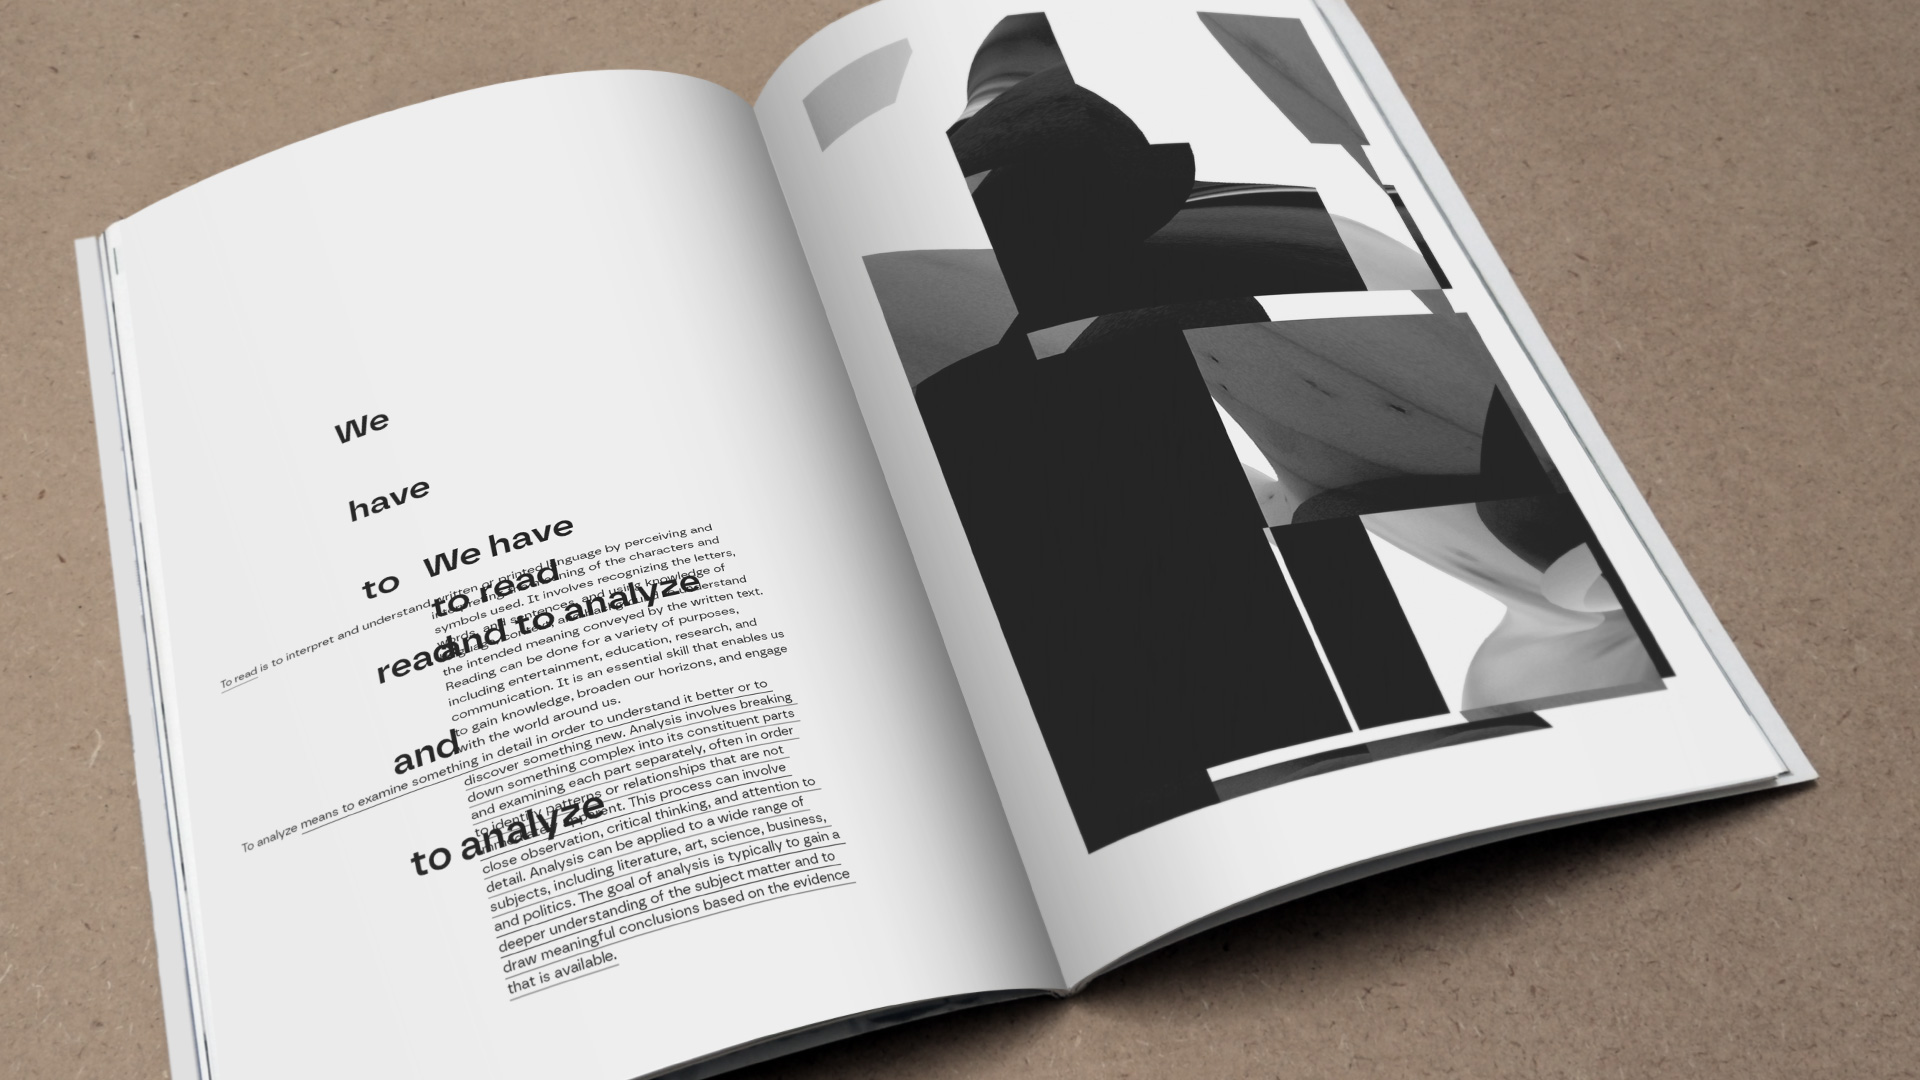 We
have
to
read
and
to analyze
We have
to read
and to analyze
To read is to interpret and understand written or printed language by perceiving and
interpreting the meaning of the characters and
symbols used. It involves recognizing the letters,
words, and sentences, and using knowledge of
language, context, and background to understand
the intended meaning conveyed by the written text.
Reading can be done for a variety of purposes,
including entertainment, education, research, and
communication. It is an essential skill that enables us
to gain knowledge, broaden our horizons, and engage
with the world around us.
To analyze means to examine something in detail in order to understand it better or to
discover something new. Analysis involves breaking
down something complex into its constituent parts
and examining each part separately, often in order
to identify patterns or relationships that are not
immediately apparent. This process can involve
close observation, critical thinking, and attention to
detail. Analysis can be applied to a wide range of
subjects, including literature, art, science, business,
and politics. The goal of analysis is typically to gain a
deeper understanding of the subject matter and to
draw meaningful conclusions based on the evidence
that is available.